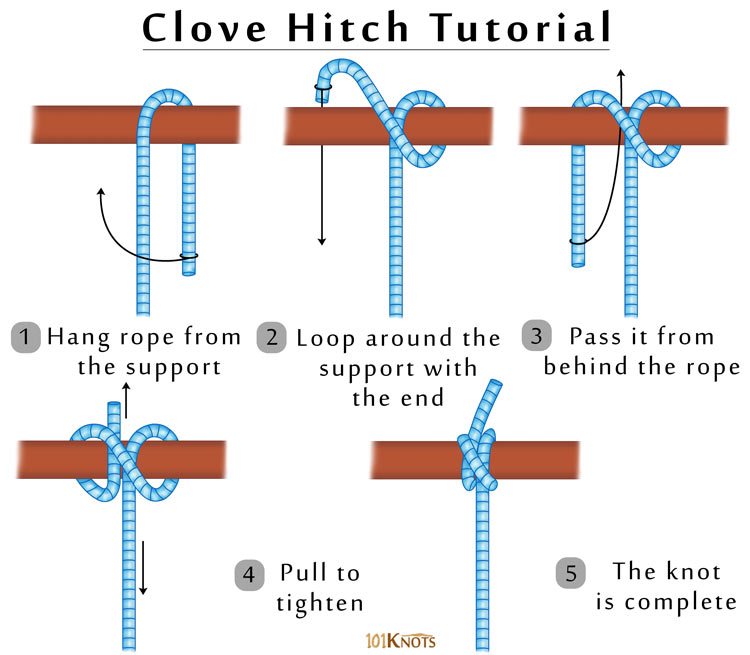 Clove Hitch Tutorial
1 Hang rope from
the support
2 Loop around the
support with
the end
3 Pass it from
behind the rope
4 Pull to
tighten
5 The knot
is complete
101KNOTS